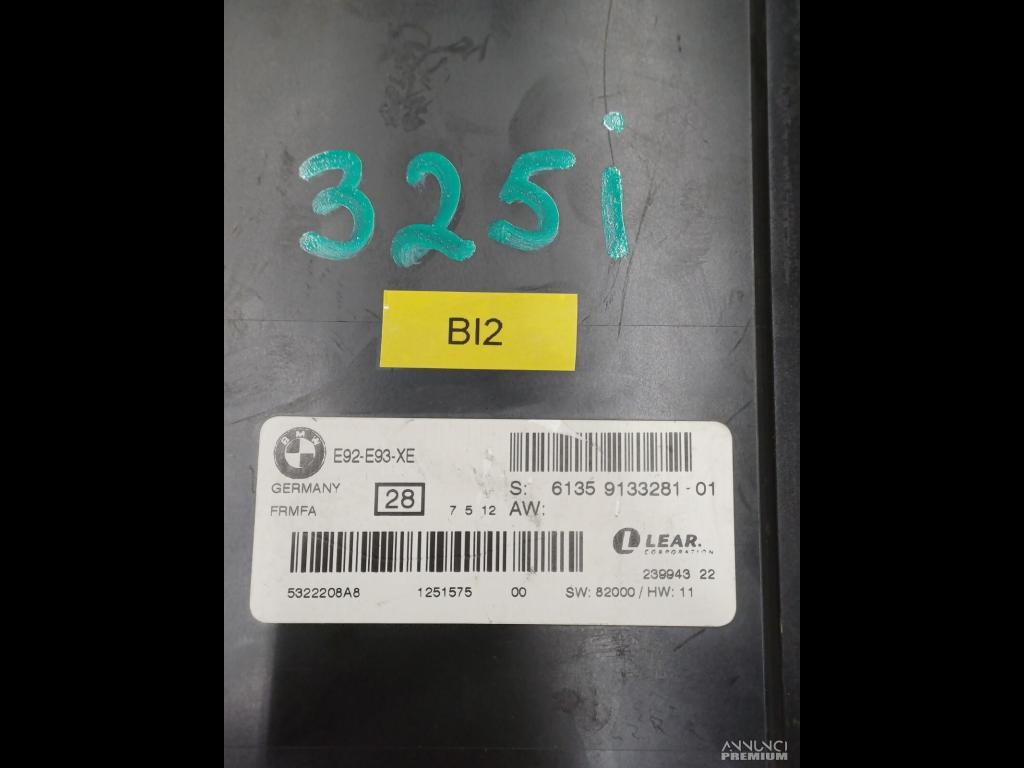 325i
BI2
BMW
E92-E93-XE
GERMANY
FRMFA
28
7 5 12
S: 6135 9133281-01
AW:
LEAR.
CORPORATION
239943 22
5322208A8 1251575 00 SW: 82000 / HW: 11
ANNUNCI
PREMIUM